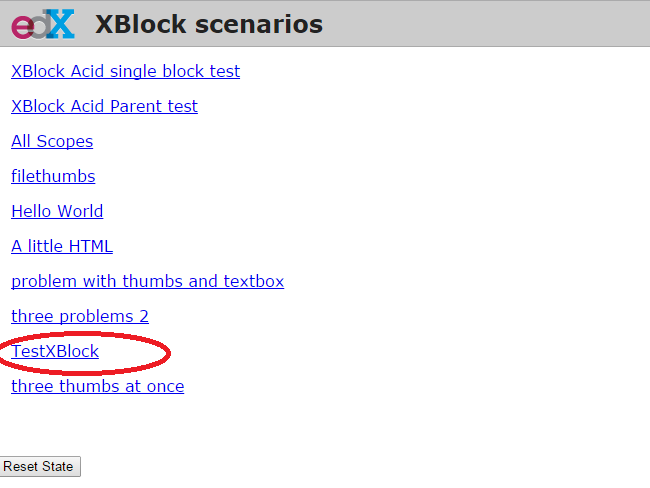 edX XBlock scenarios
XBlock Acid single block test
XBlock Acid Parent test
All Scopes
filethumbs
Hello World
A little HTML
problem with thumbs and textbox
three problems 2
TestXBlock
three thumbs at once
Reset State